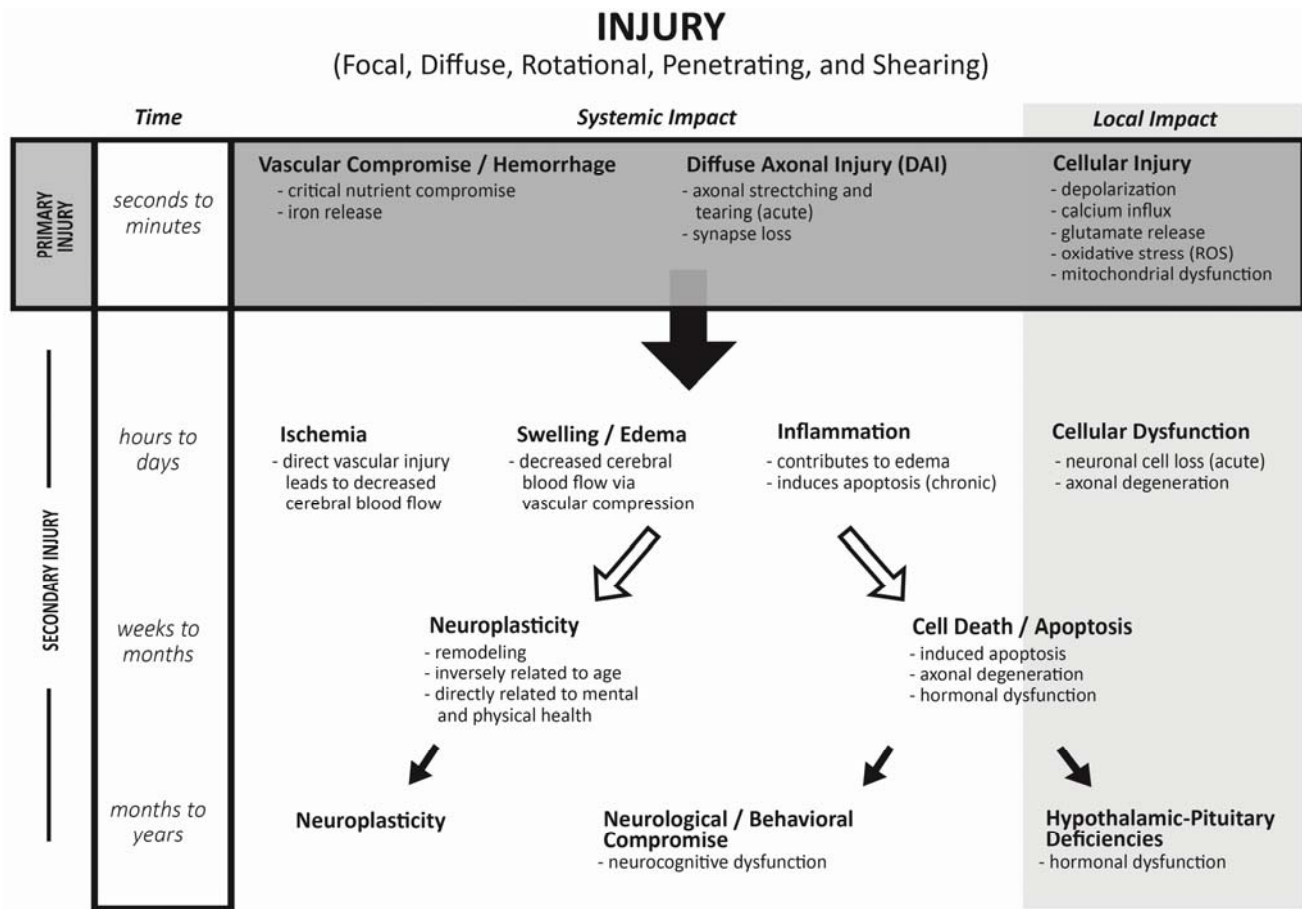 INJURY
(Focal, Diffuse, Rotational, Penetrating, and Shearing)
Time
Systemic Impact
Local Impact
PRIMARY
INJURY
seconds to
minutes
Vascular Compromise / Hemorrhage
- critical nutrient compromise
- iron release
Diffuse Axonal Injury (DAI)
- axonal strectching and
tearing (acute)
- synapse loss
Cellular Injury
- depolarization
- calcium influx
- glutamate release
- oxidative stress (ROS)
- mitochondrial dysfunction
SECONDARY INJURY
hours to
days
Ischemia
- direct vascular injury
leads to decreased
cerebral blood flow
Swelling / Edema
- decreased cerebral
blood flow via
vascular compression
Inflammation
- contributes to edema
- induces apoptosis (chronic)
Cellular Dysfunction
- neuronal cell loss (acute)
- axonal degeneration
weeks to
months
Neuroplasticity
- remodeling
- inversely related to age
- directly related to mental
and physical health
Cell Death / Apoptosis
- induced apoptosis
- axonal degeneration
- hormonal dysfunction
months to
years
Neuroplasticity
Neurological / Behavioral
Compromise
- neurocognitive dysfunction
Hypothalamic-Pituitary
Deficiencies
- hormonal dysfunction